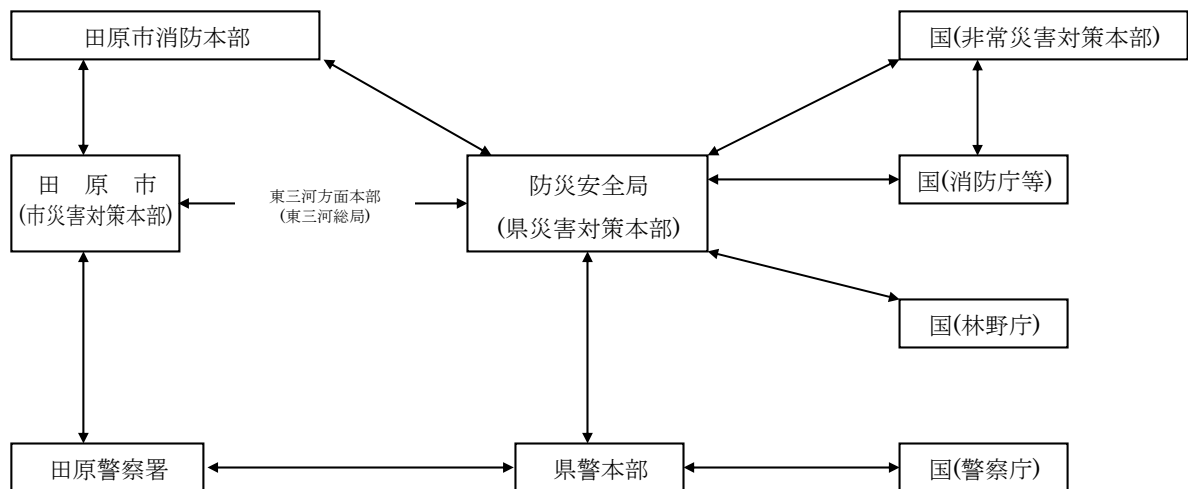 田原市消防本部
国(非常災害対策本部)
田　原　市
(市災害対策本部)
東三河方面本部
(東三河総局)
防災安全局
(県災害対策本部)
国(消防庁等)
国(林野庁)
田原警察署
県警本部
国(警察庁)